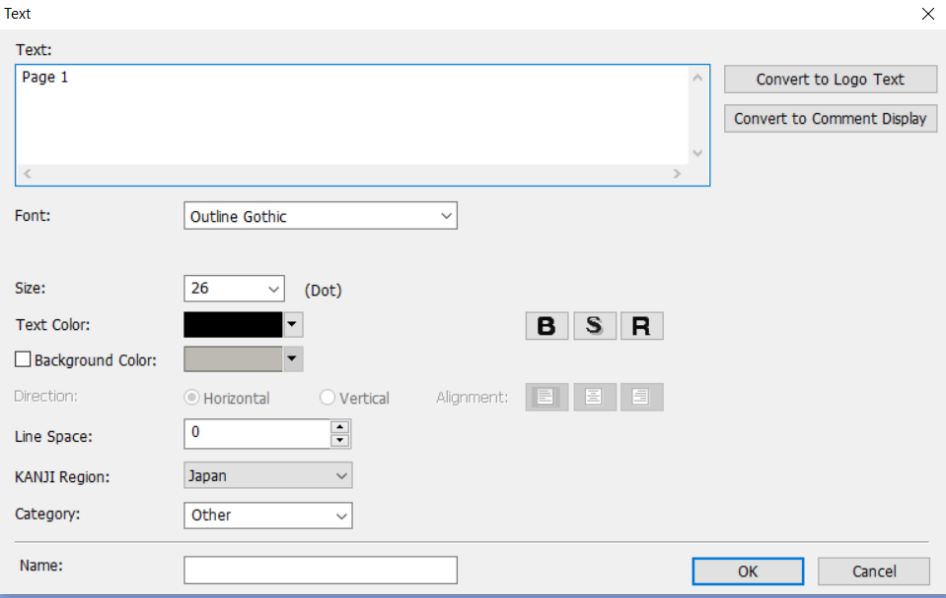 Text
Text:
Page 1
Convert to Logo Text
Convert to Comment Display
Font:
Outline Gothic
Size:
26
(Dot)
Text Color:
B S R
Background Color:
Direction:
Horizontal
Vertical
Alignment:
Line Space:
0
KANJI Region:
Japan
Category:
Other
Name:
OK
Cancel